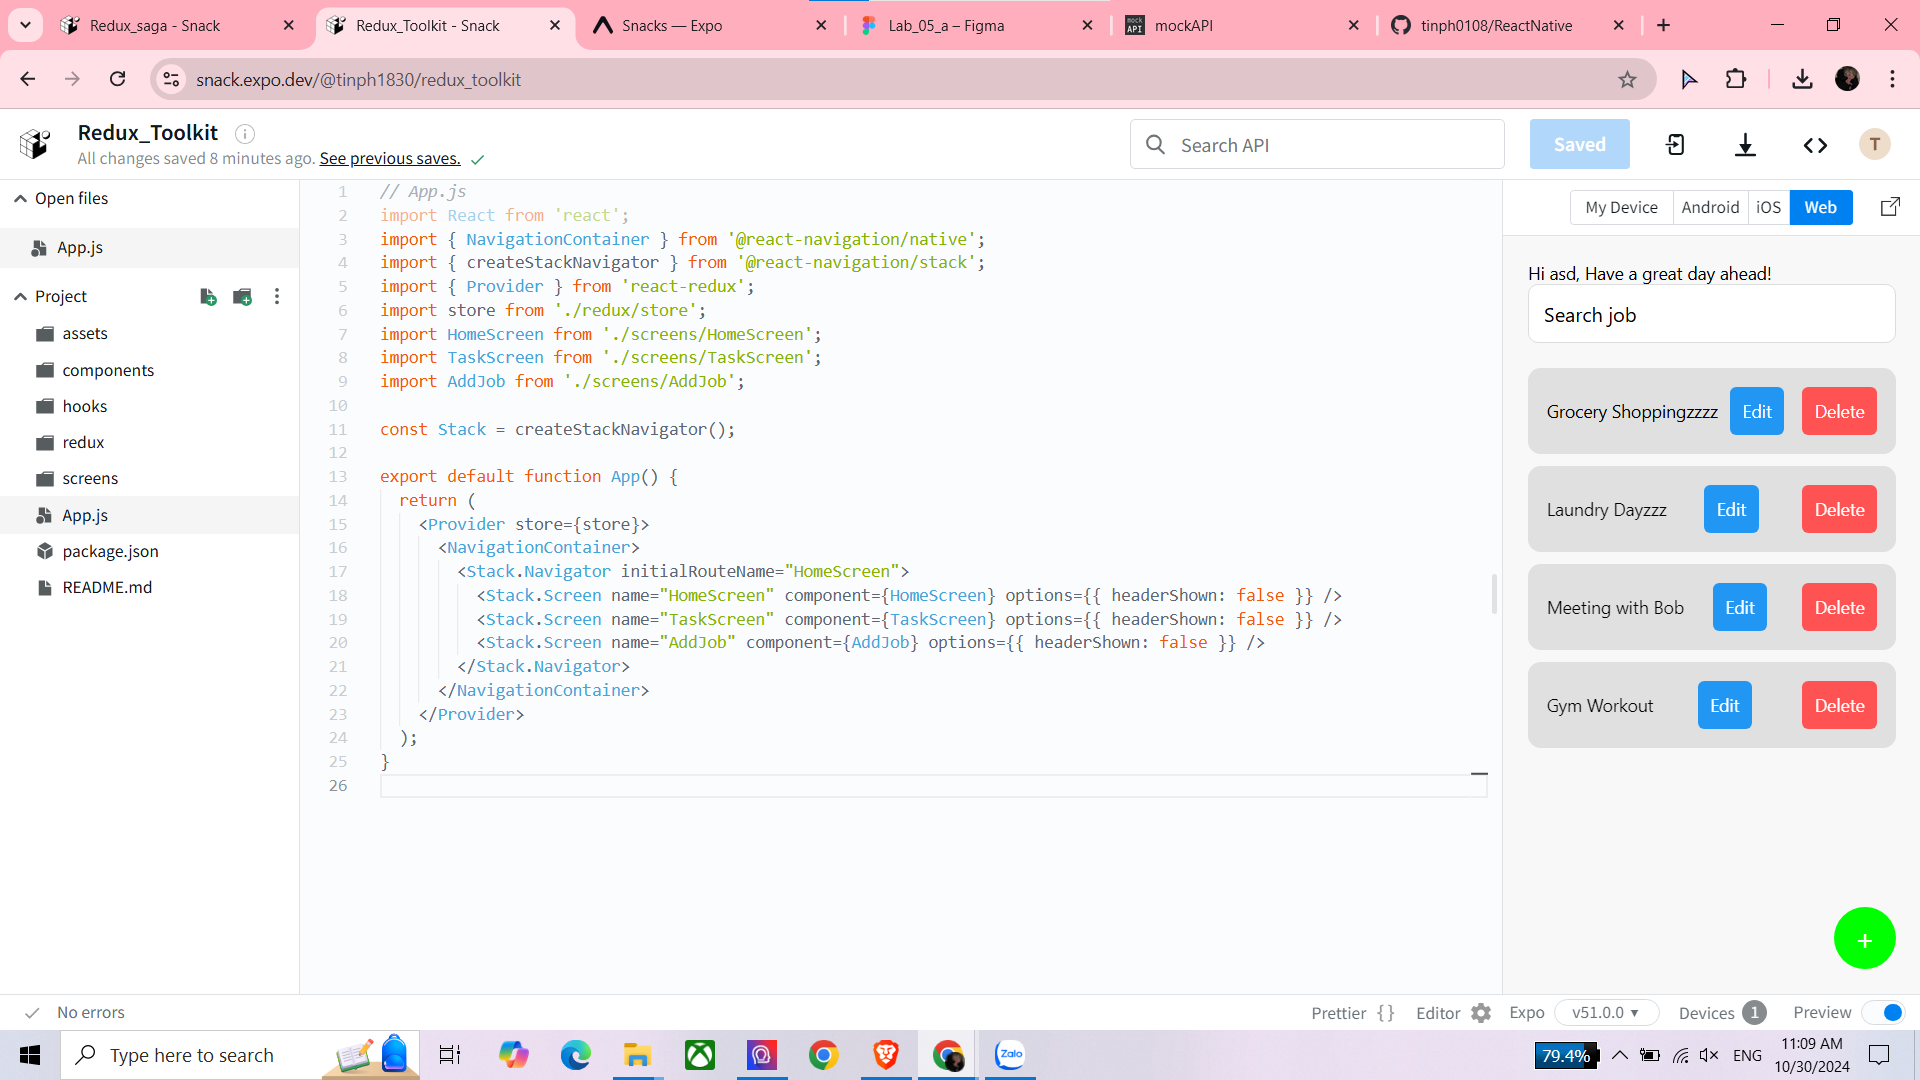 Redux_saga - Snack
Redux_Toolkit - Snack
Snacks — Expo
Lab_05_a – Figma
mock
API
mockAPI
tinph0108/ReactNative
snack.expo.dev/@tinph1830/redux_toolkit
Redux_Toolkit
All changes saved 8 minutes ago. See previous saves.
Search API
Saved
T
Open files
App.js
Project
assets
components
hooks
redux
screens
App.js
package.json
README.md
1 // App.js
2 import React from 'react';
3 import { NavigationContainer } from '@react-navigation/native';
4 import { createStackNavigator } from '@react-navigation/stack';
5 import { Provider } from 'react-redux';
6 import store from './redux/store';
7 import HomeScreen from './screens/HomeScreen';
8 import TaskScreen from './screens/TaskScreen';
9 import AddJob from './screens/AddJob';
10
11 const Stack = createStackNavigator();
12
13 export default function App() {
14 return (
15 <Provider store={store}>
16 <NavigationContainer>
17 <Stack.Navigator initialRouteName="HomeScreen">
18 <Stack.Screen name="HomeScreen" component={HomeScreen} options={{ headerShown: false }} />
19 <Stack.Screen name="TaskScreen" component={TaskScreen} options={{ headerShown: false }} />
20 <Stack.Screen name="AddJob" component={AddJob} options={{ headerShown: false }} />
21 </Stack.Navigator>
22 </NavigationContainer>
23 </Provider>
24 );
25 }
26
My Device Android iOS Web
Hi asd, Have a great day ahead!
Search job
Grocery Shoppingzzzz Edit Delete
Laundry Dayzzz Edit Delete
Meeting with Bob Edit Delete
Gym Workout Edit Delete
+
No errors
Prettier {} Editor Expo v51.0.0 Devices 1 Preview
Type here to search
Zalo
79.4%
ENG
11:09 AM
10/30/2024